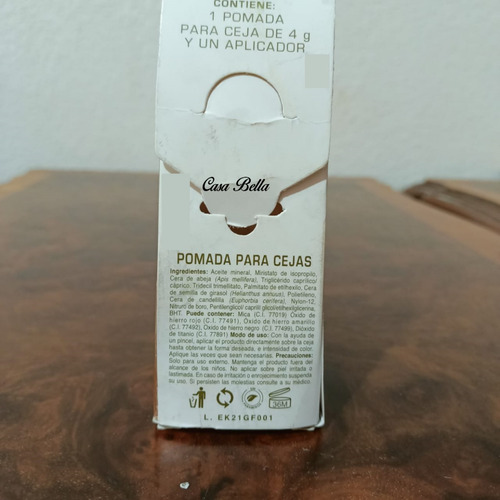 CONTIENE:
1 POMADA
PARA CEJA DE 4 g
Y UN APLICADOR
Casa Bella
POMADA PARA CEJAS
Ingredientes: Aceite mineral, Miristato de isopropilo,
Cera de abeja (Apis mellifera), Triglicérido caprílico/
cáprico, Tridecil trimellitato, Palmitato de etilhexilo, Cera
de semilla de girasol (Helianthus annuus), Polietileno,
Cera de candelilla (Euphorbia cerifera), Nylon-12,
Nitruro de boro, Pentilenglicol/ caprilil glicol/etilhexilglicerina,
BHT. Puede contener: Mica (C.I. 77019) Óxido de
hierro rojo (C.I. 77491), Óxido de hierro amarillo
(C.I. 77492), Óxido de hierro negro (C.I. 77499), Dióxido
de titanio (C.I. 77891) Modo de uso: Con la ayuda de
un pincel, aplicar el producto directamente sobre la ceja
hasta obtener la forma deseada, e intensidad de color.
Aplique las veces que sean necesarias. Precauciones:
Solo para uso externo. Mantenga el producto fuera del
alcance de los niños. No aplicar sobre piel irritada o
lastimada. En caso de irritación o enrojecimiento suspenda
su uso. Si persisten las molestias consulte a su médico.
36M
L. EK21GF001